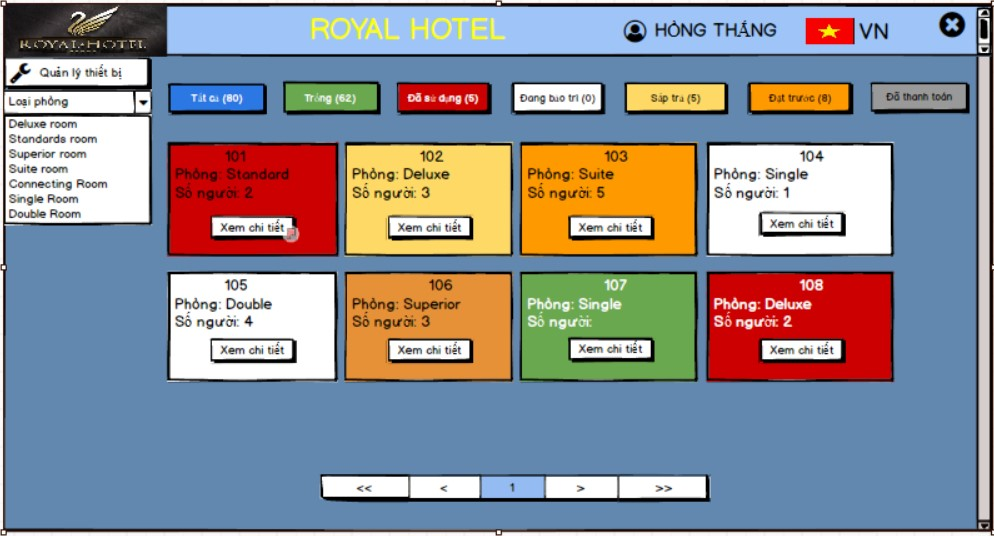 ROYAL HOTEL
HÒNG THẮNG
VN
ROYAL HOTEL
Quản lý thiết bị
Loại phòng
Deluxe room
Standards room
Superior room
Suite room
Connecting Room
Single Room
Double Room
Tất cả (80)
Trống (62)
Đã sử dụng (5)
Đang bảo trì (0)
Sắp trả (5)
Đặt trước (8)
Đã thanh toán
101
Phòng: Standard
Số người: 2
Xem chi tiết
102
Phòng: Deluxe
Số người: 3
Xem chi tiết
103
Phòng: Suite
Số người: 5
Xem chi tiết
104
Phòng: Single
Số người: 1
Xem chi tiết
105
Phòng: Double
Số người: 4
Xem chi tiết
106
Phòng: Superior
Số người: 3
Xem chi tiết
107
Phòng: Single
Số người:
Xem chi tiết
108
Phòng: Deluxe
Số người: 2
Xem chi tiết
<< < 1 > >>